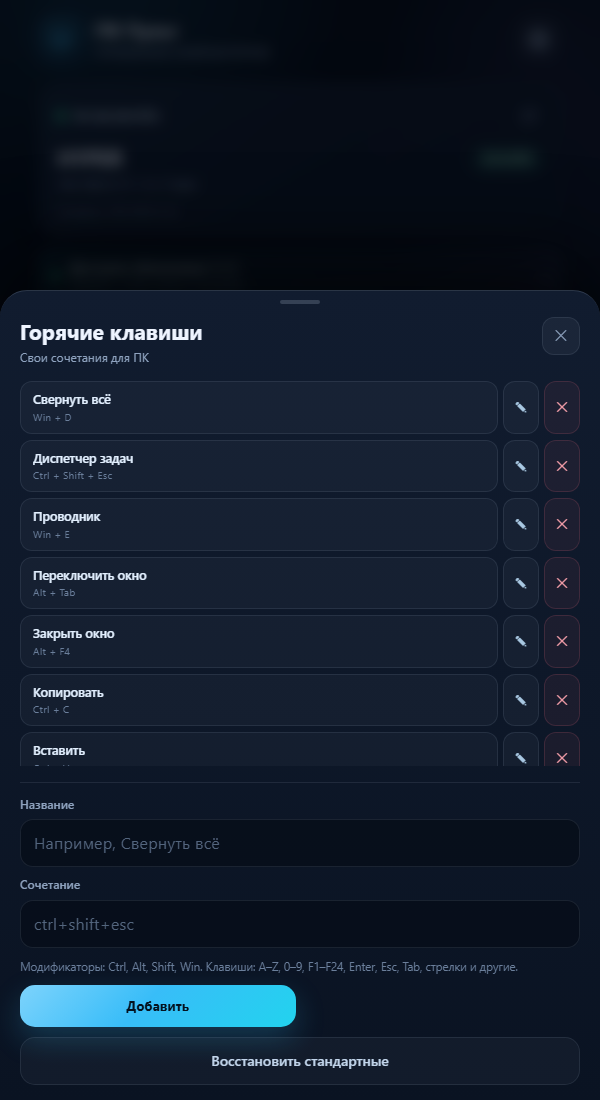 Горячие клавиши
Свои сочетания для ПК
Свернуть всё
Win + D
Диспетчер задач
Ctrl + Shift + Esc
Проводник
Win + E
Переключить окно
Alt + Tab
Закрыть окно
Alt + F4
Копировать
Ctrl + C
Вставить
Название
Например, Свернуть всё
Сочетание
ctrl+shift+esc
Модификаторы: Ctrl, Alt, Shift, Win. Клавиши: A–Z, 0–9, F1–F24, Enter, Esc, Tab, стрелки и другие.
Добавить
Восстановить стандартные